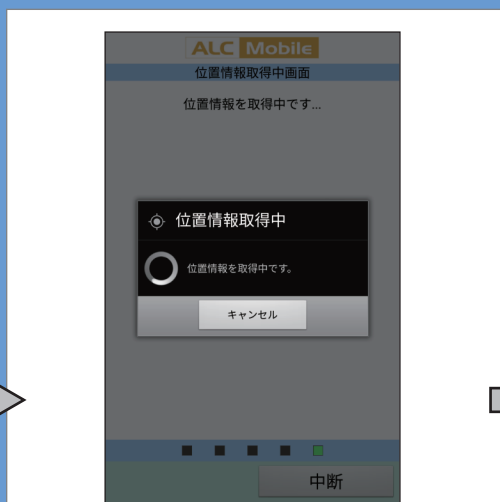 ALC Mobile
位置情報取得中画面
位置情報を取得中です...
位置情報取得中
位置情報を取得中です。
キャンセル
中断